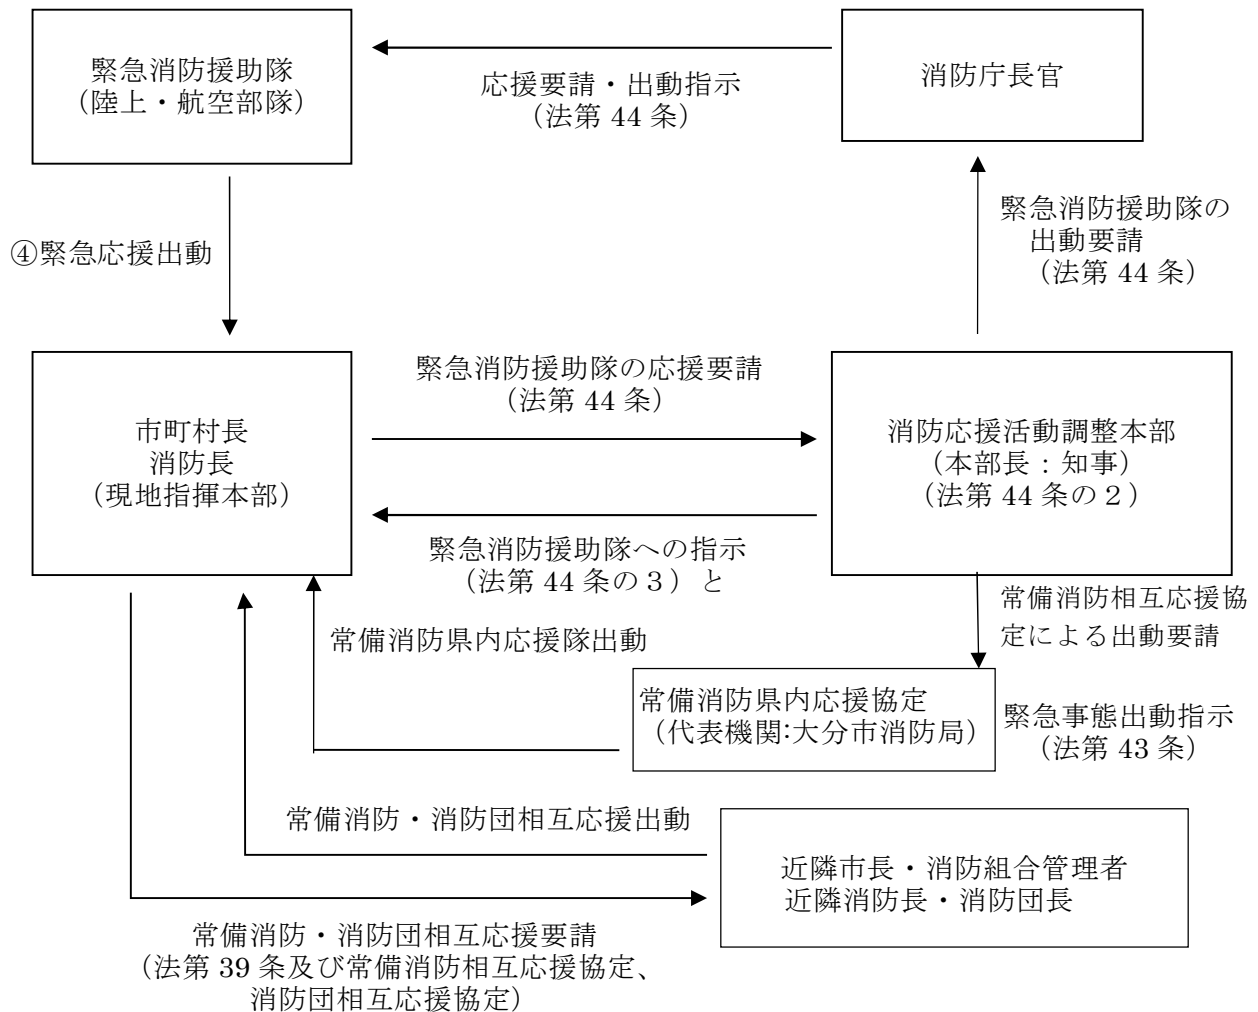 緊急消防援助隊
（陸上・航空部隊）
応援要請・出動指示
（法第 44 条）
消防庁長官
④緊急応援出動
緊急消防援助隊の
出動要請
（法第 44 条）
市町村長
消防長
（現地指揮本部）
緊急消防援助隊の応援要請
（法第 44 条）
消防応援活動調整本部
（本部長：知事）
（法第 44 条の２）
緊急消防援助隊への指示
（法第 44 条の３）と
常備消防相互応援協
定による出動要請
常備消防県内応援隊出動
常備消防県内応援協定
（代表機関:大分市消防局）
緊急事態出動指示
（法第 43 条）
常備消防・消防団相互応援出動
近隣市長・消防組合管理者
近隣消防長・消防団長
常備消防・消防団相互応援要請
（法第 39 条及び常備消防相互応援協定、
消防団相互応援協定）